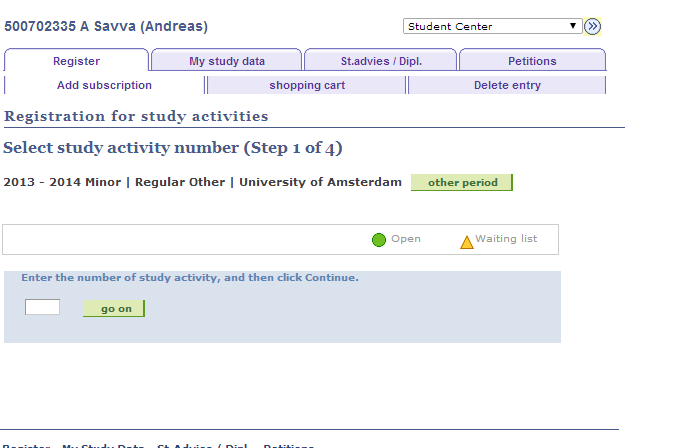 500702335 A Savva (Andreas)
Student Center
Register
My study data
St.advies / Dipl.
Petitions
Add subscription
shopping cart
Delete entry
Registration for study activities
Select study activity number (Step 1 of 4)
2013 - 2014 Minor | Regular Other | University of Amsterdam
other period
Open
Waiting list
Enter the number of study activity, and then click Continue.
go on
Register My Study Data St.Advies / Dipl. Petitions